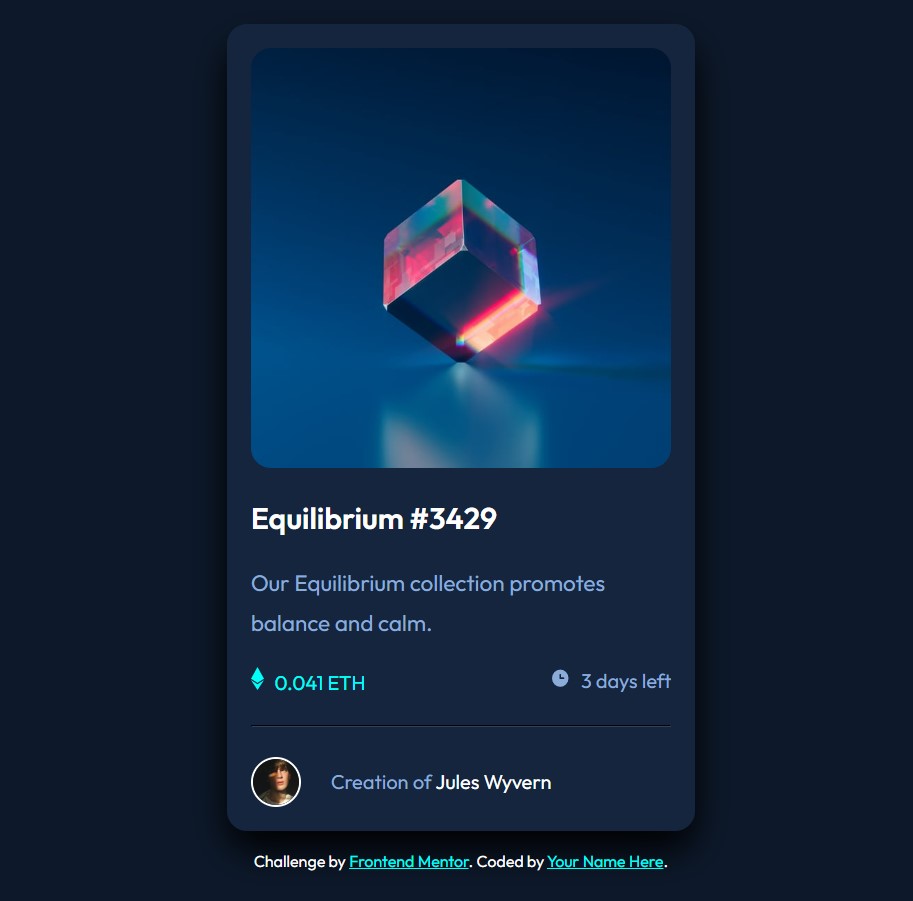 Equilibrium #3429
Our Equilibrium collection promotes
balance and calm.
0.041 ETH
3 days left
Creation of Jules Wyvern
Challenge by Frontend Mentor. Coded by Your Name Here.